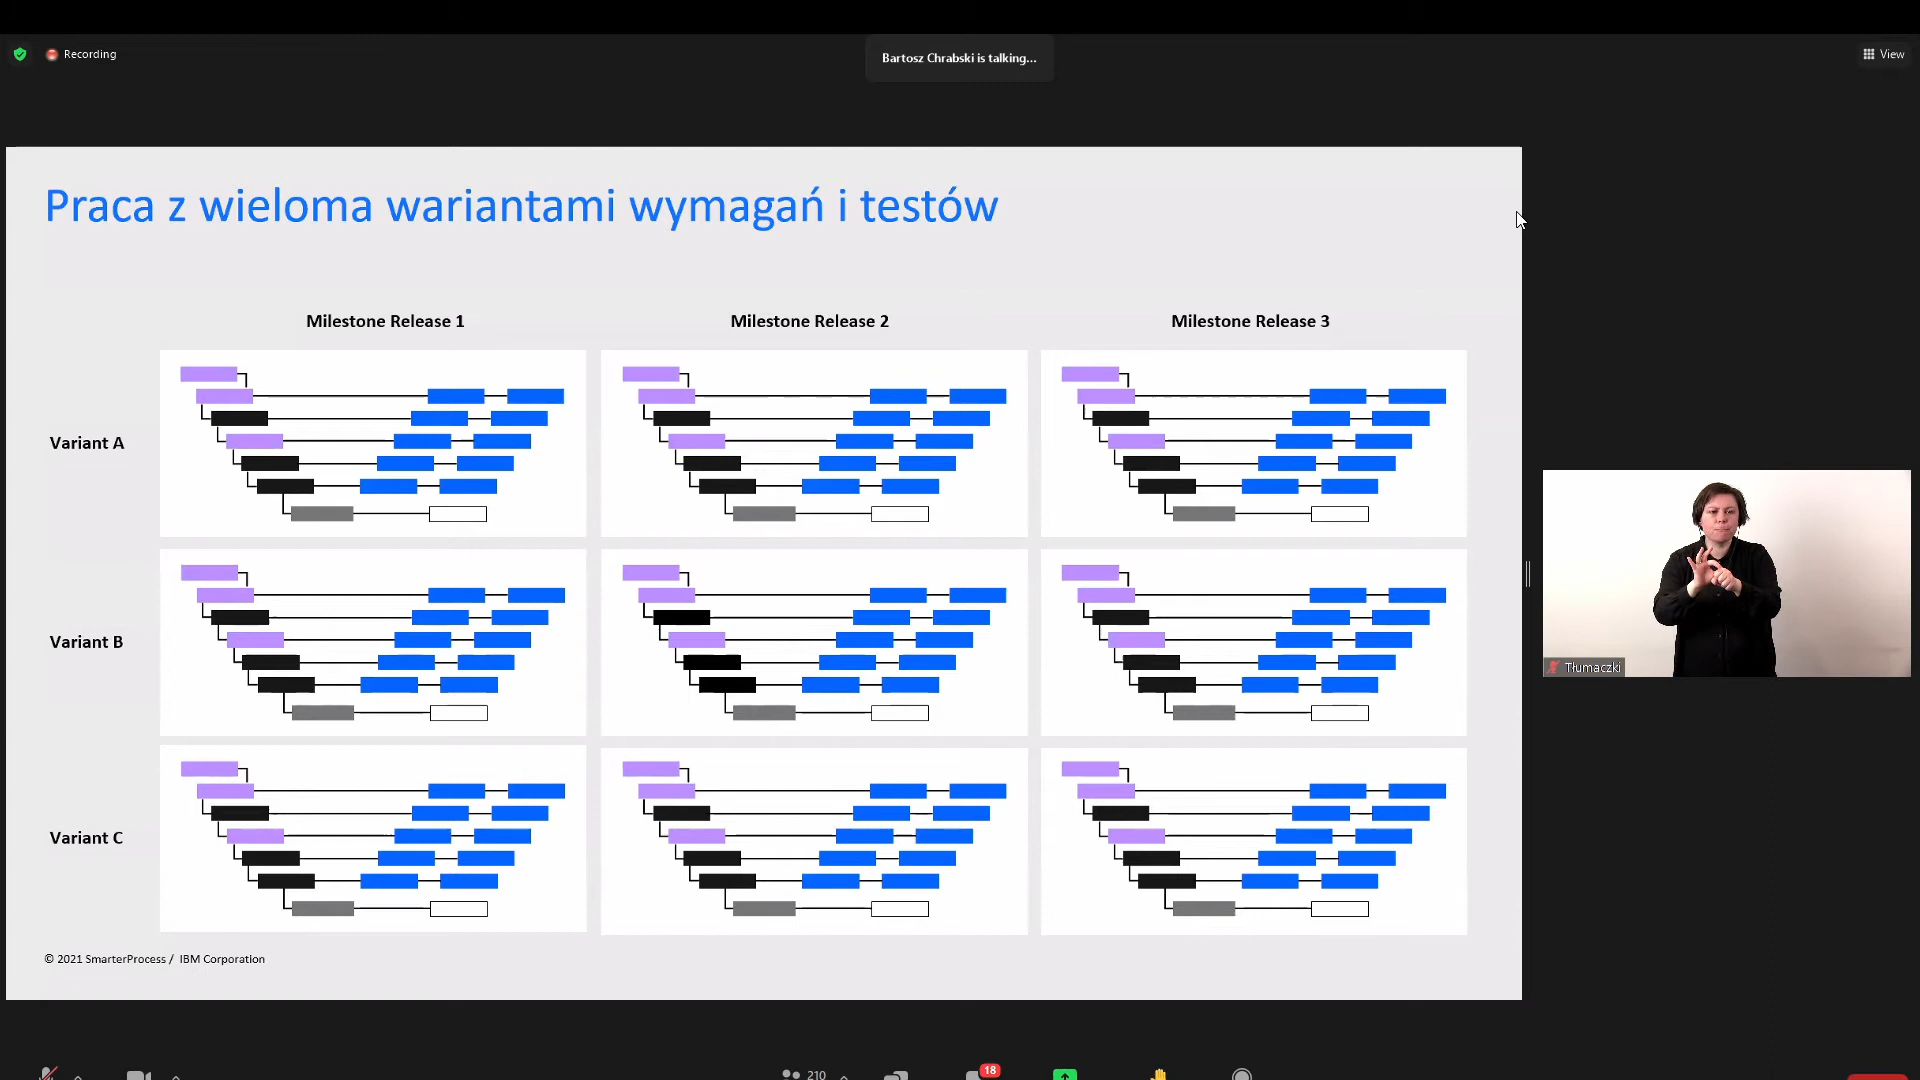 Recording
Bartosz Chrabski is talking...
View
Praca z wieloma wariantami wymagań i testów
Milestone Release 1
Milestone Release 2
Milestone Release 3
Variant A
Variant B
Variant C
Tłumaczki
© 2021 SmarterProcess / IBM Corporation
210
18